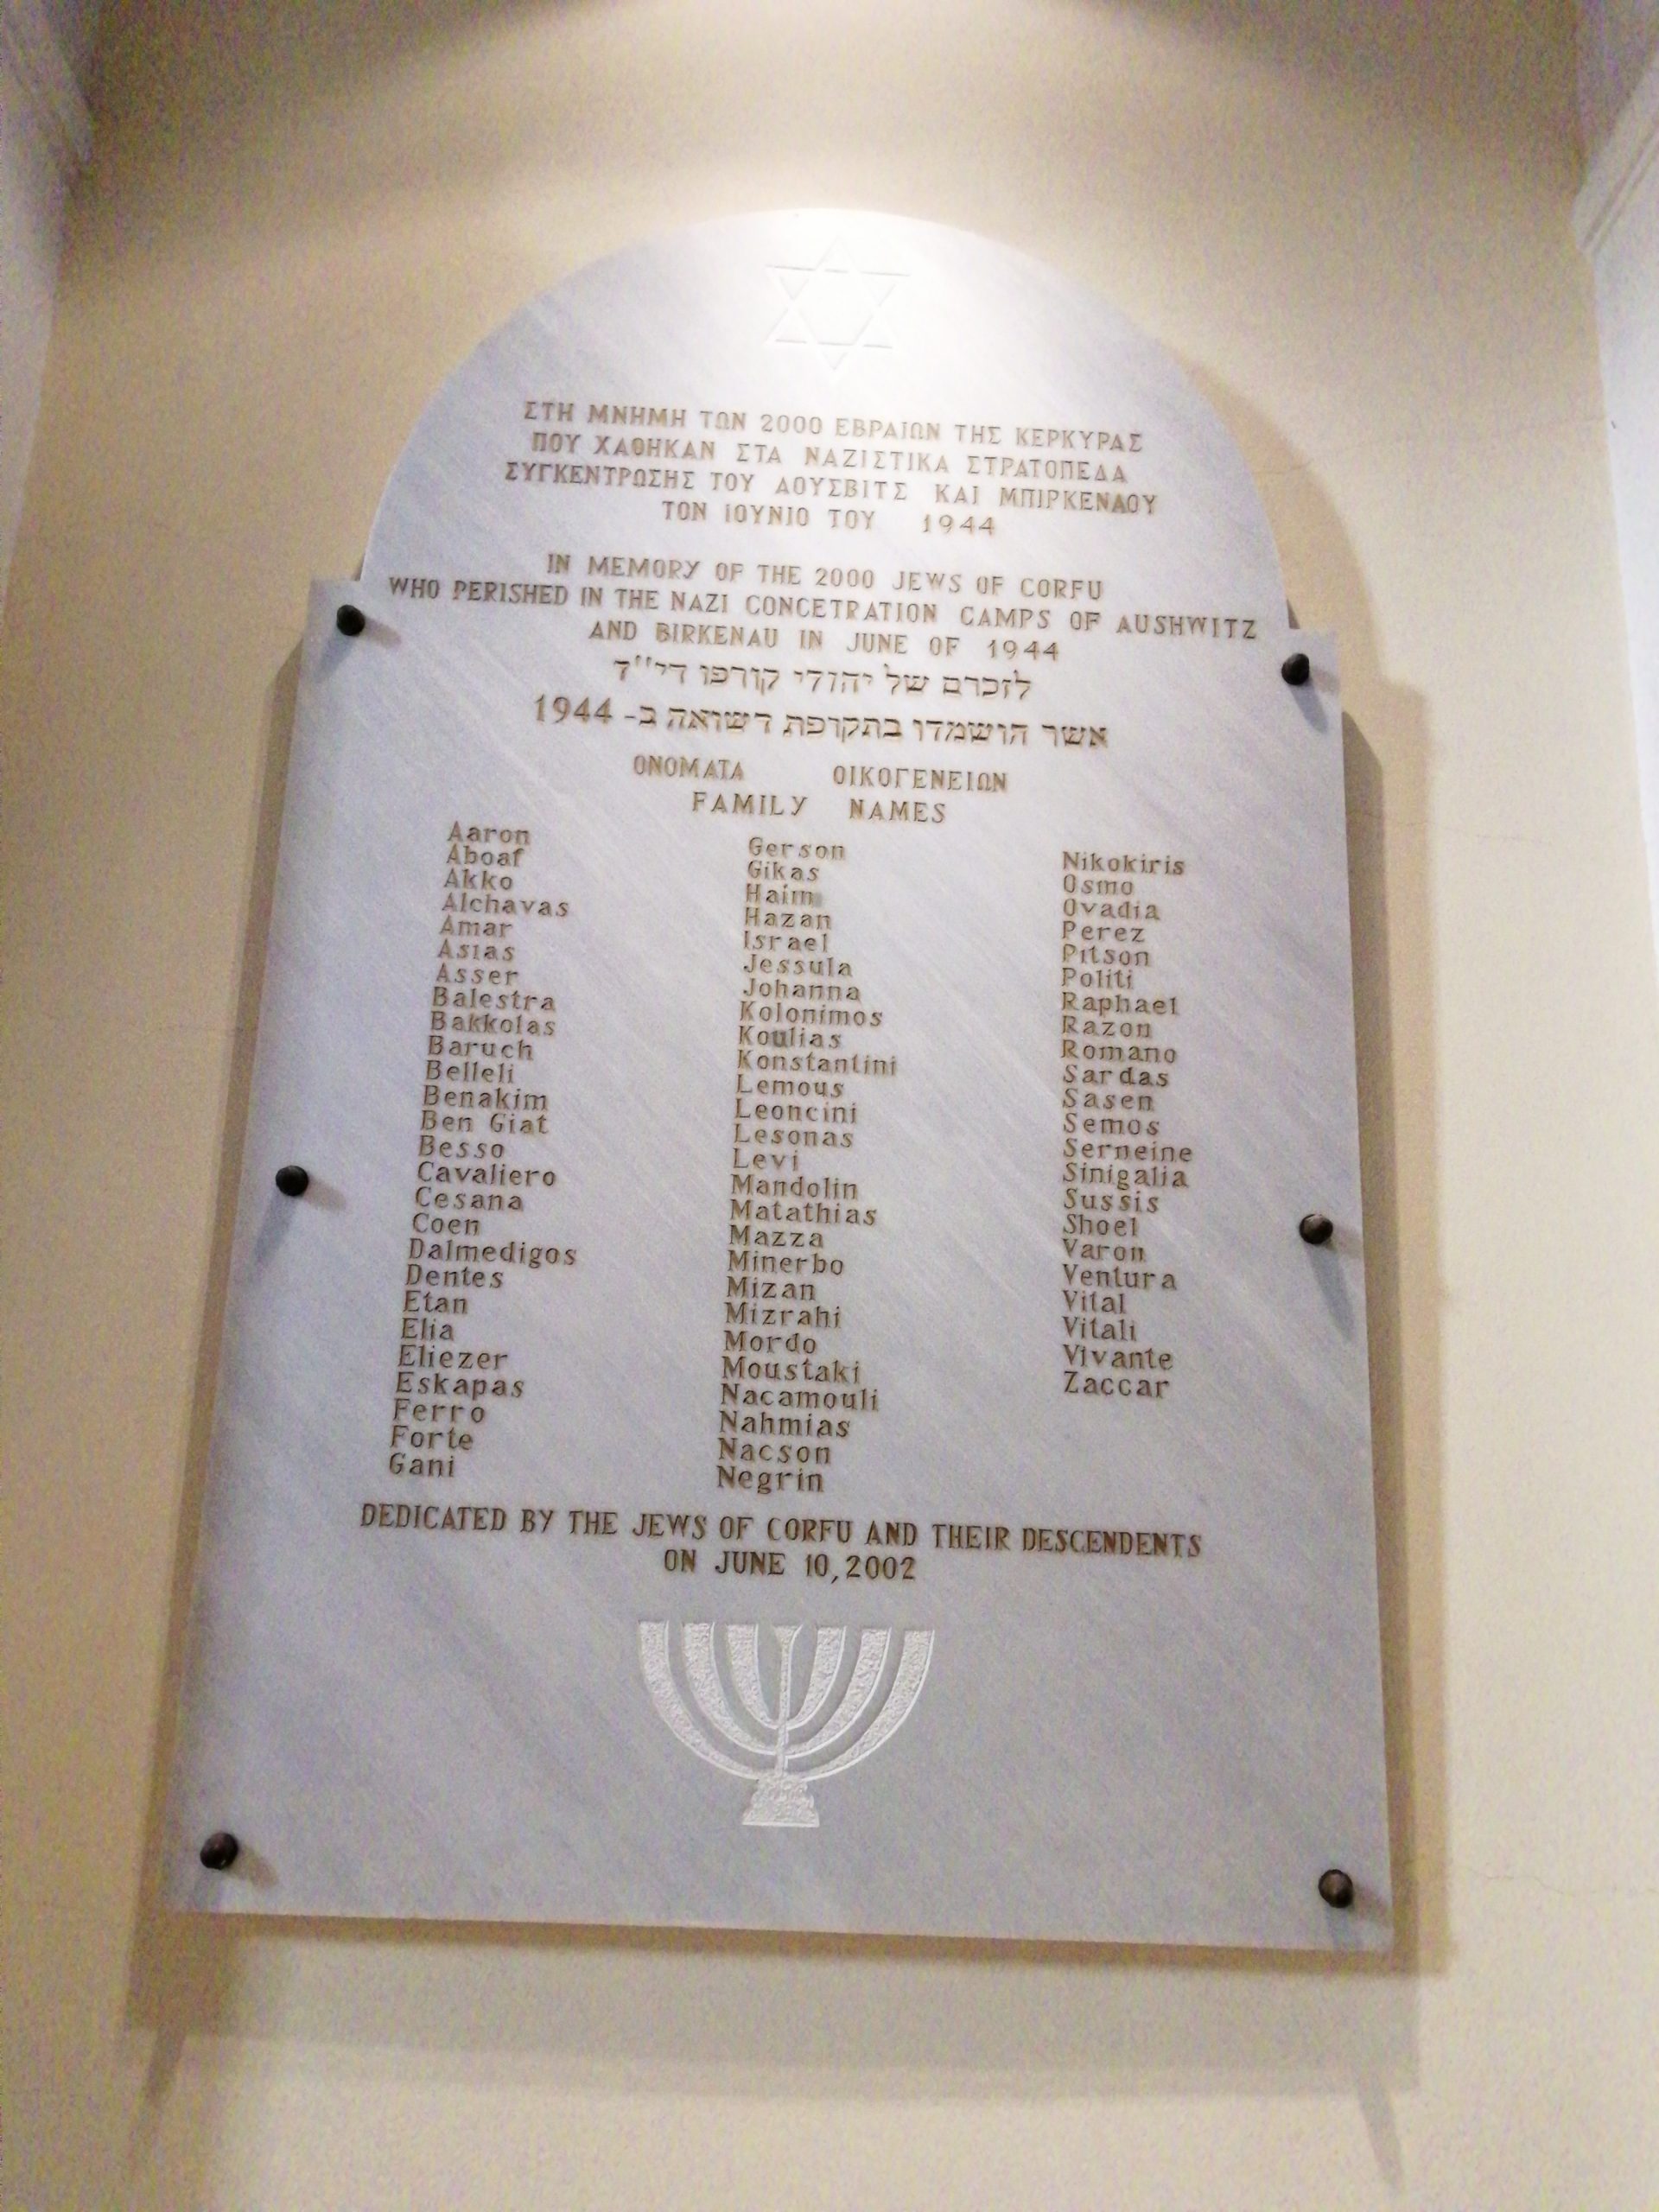 ΣΤΗ ΜΝΗΜΗ ΤΩΝ 2000 ΕΒΡΑΙΩΝ ΤΗΣ ΚΕΡΚΥΡΑΣ
ΠΟΥ ΧΑΘΗΚΑΝ ΣΤΑ ΝΑΖΙΣΤΙΚΑ ΣΤΡΑΤΟΠΕΔΑ
ΣΥΓΚΕΝΤΡΩΣΗΣ ΤΟΥ ΑΟΥΣΒΙΤΣ ΚΑΙ ΜΠΙΡΚΕΝΑΟΥ
ΤΟΝ ΙΟΥΝΙΟ ΤΟΥ 1944
IN MEMORY OF THE 2000 JEWS OF CORFU
WHO PERISHED IN THE NAZI CONCETRATION CAMPS OF AUSHWITZ
AND BIRKENAU IN JUNE OF 1944
לזכרם של יהודי קורפו די''ד
אשר הושמדו בתקופת דשואה ב- 1944
ΟΝΟΜΑΤΑ ΟΙΚΟΓΕΝΕΙΩΝ
FAMILY NAMES
Aaron
Aboaf
Akko
Alchavas
Amar
Asias
Asser
Balestra
Bakkolas
Baruch
Belleli
Benakim
Ben Giat
Besso
Cavaliero
Cesana
Coen
Dalmedigos
Dentes
Etan
Elia
Eliezer
Eskapas
Ferro
Forte
Gani
Gerson
Gikas
Haim
Hazan
Israel
Jessula
Johanna
Kolonimos
Koulias
Konstantini
Lemous
Leoncini
Lesonas
Levi
Mandolin
Matathias
Mazza
Minerbo
Mizan
Mizrahi
Mordo
Moustaki
Nacamouli
Nahmias
Nacson
Negrin
Nikokiris
Osmo
Ovadia
Perez
Pitson
Politi
Raphael
Razon
Romano
Sardas
Sasen
Semos
Serneine
Sinigalia
Sussis
Shoel
Varon
Ventura
Vital
Vitali
Vivante
Zaccar
DEDICATED BY THE JEWS OF CORFU AND THEIR DESCENDENTS
ON JUNE 10, 2002